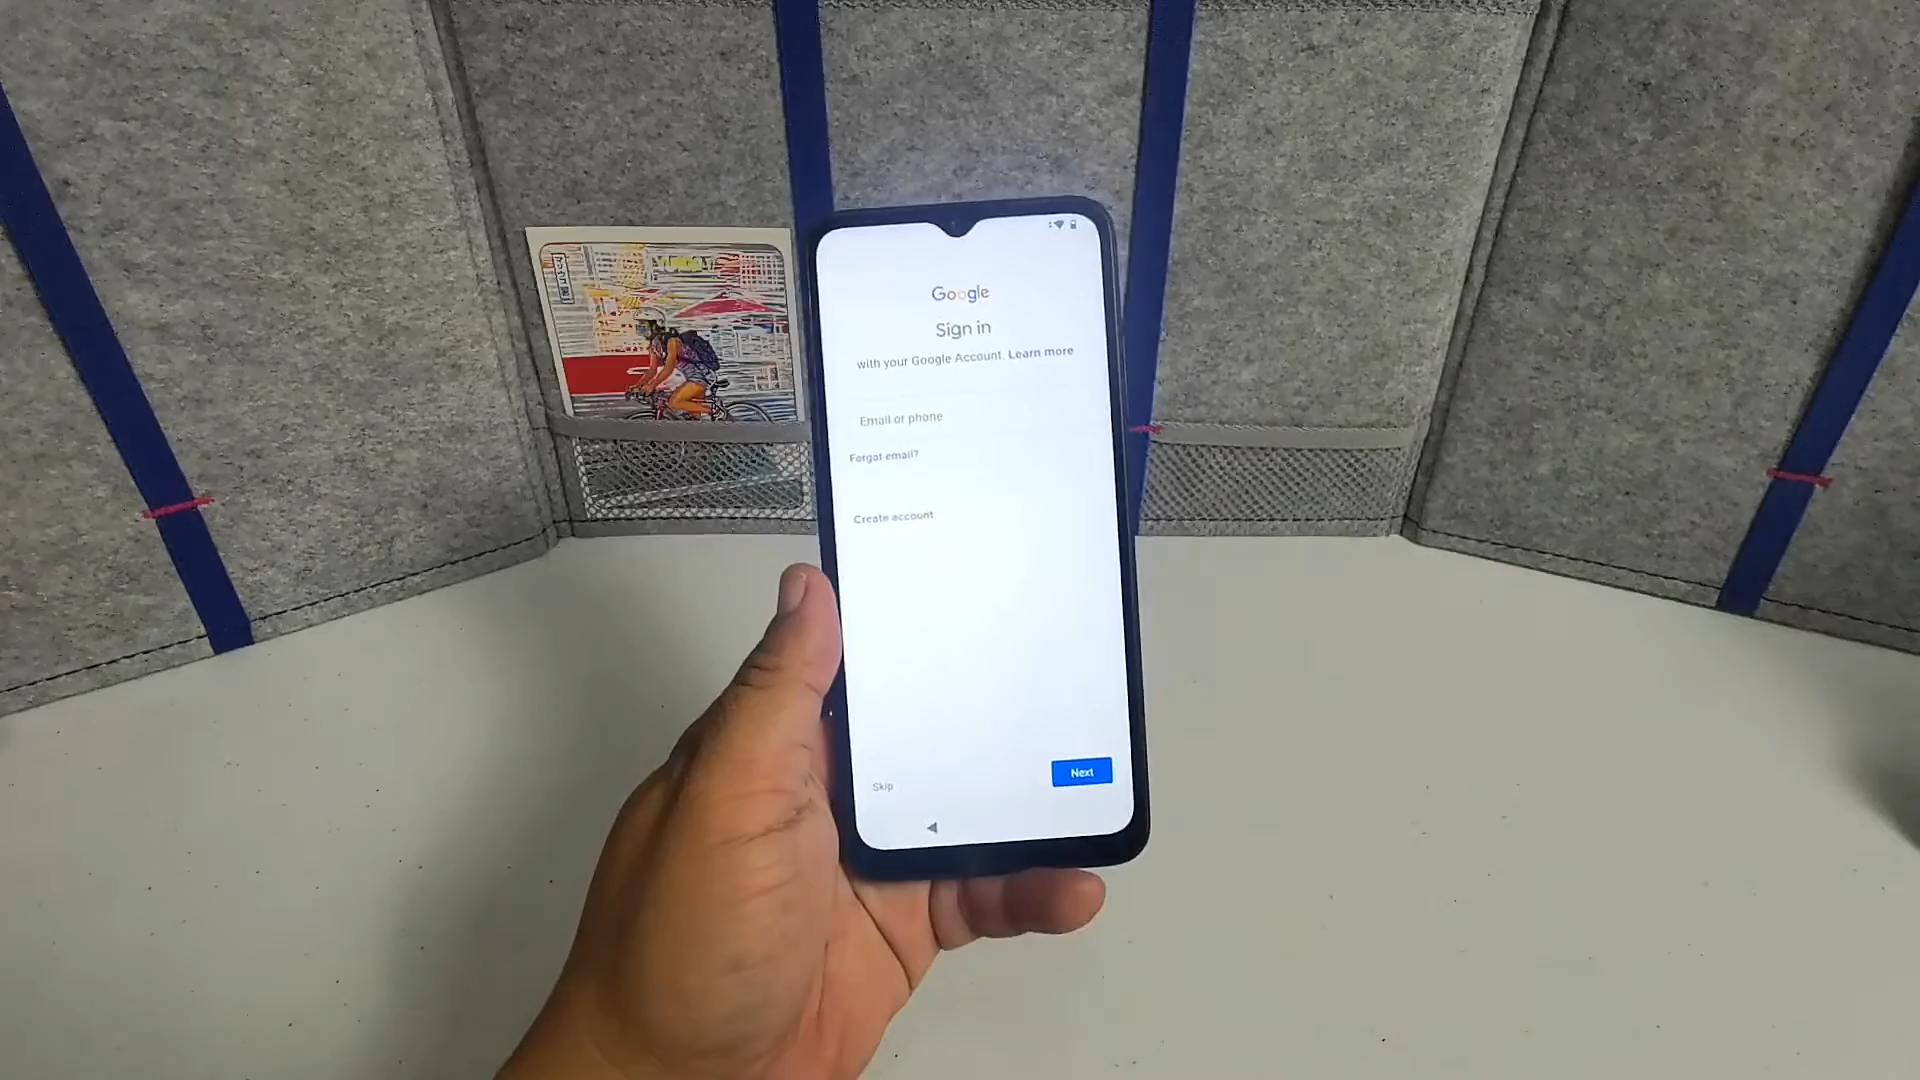 Google
Sign in
with your Google Account. Learn more
Email or phone
Forgot email?
Create account
Skip
Next